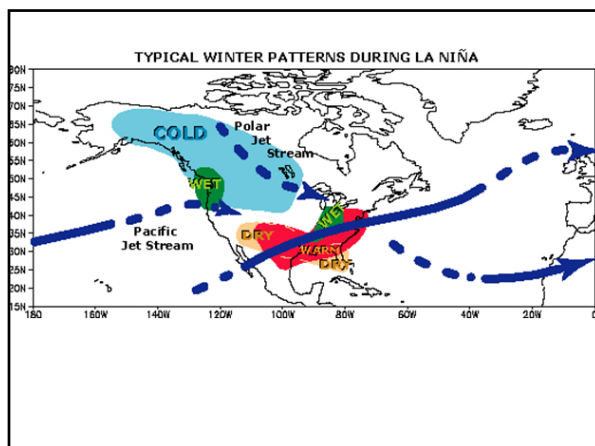 TYPICAL WINTER PATTERNS DURING LA NIÑA
80N
75N
70N
65N
60N
55N
50N
45N
40N
35N
30N
25N
20N
15N
COLD
Polar
Jet
Stream
WET
WET
Pacific
Jet Stream
DRY
WARM
DRY
180
160W
140W
120W
100W
80W
60W
40W
20W
0